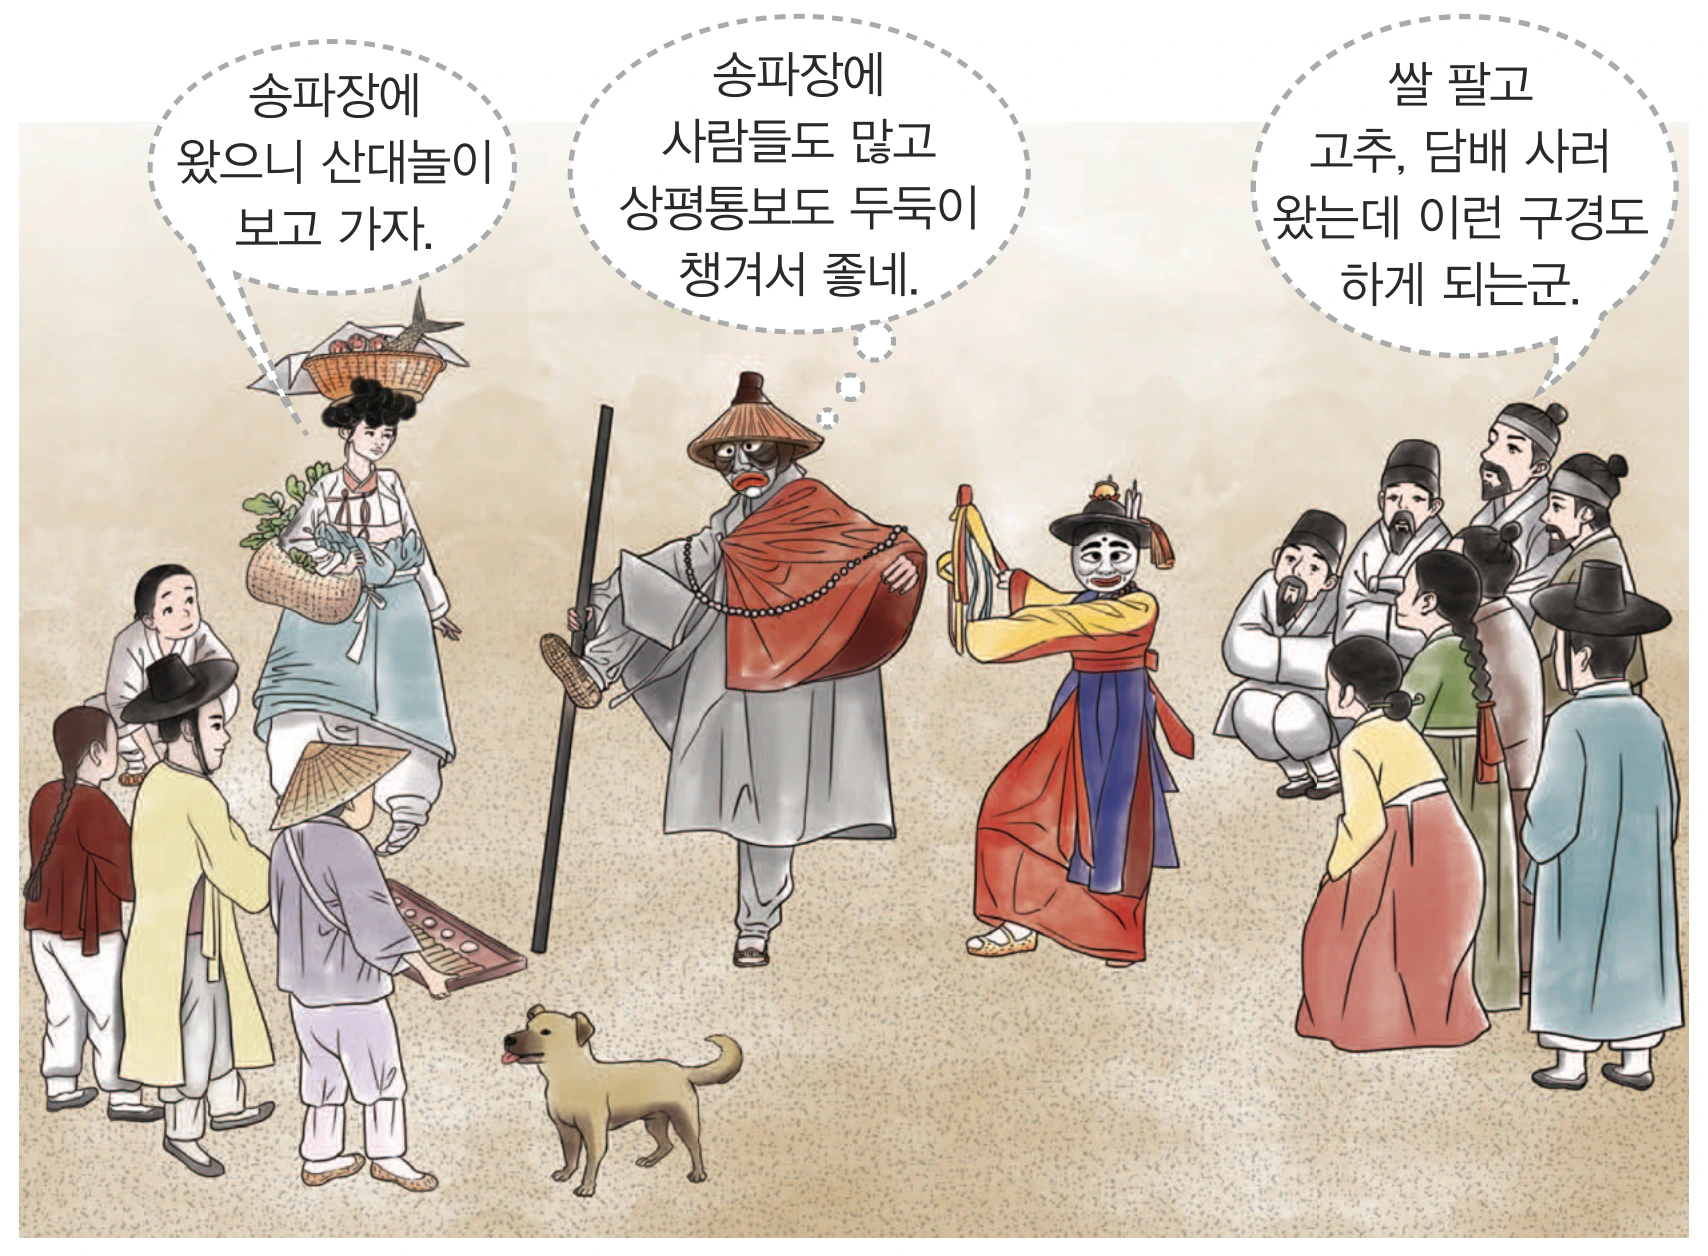 송파장에
왔으니 산대놀이
보고 가자.
송파장에
사람들도 많고
상평통보도 두둑이
챙겨서 좋네.
쌀 팔고
고추, 담배 사러
왔는데 이런 구경도
하게 되는군.